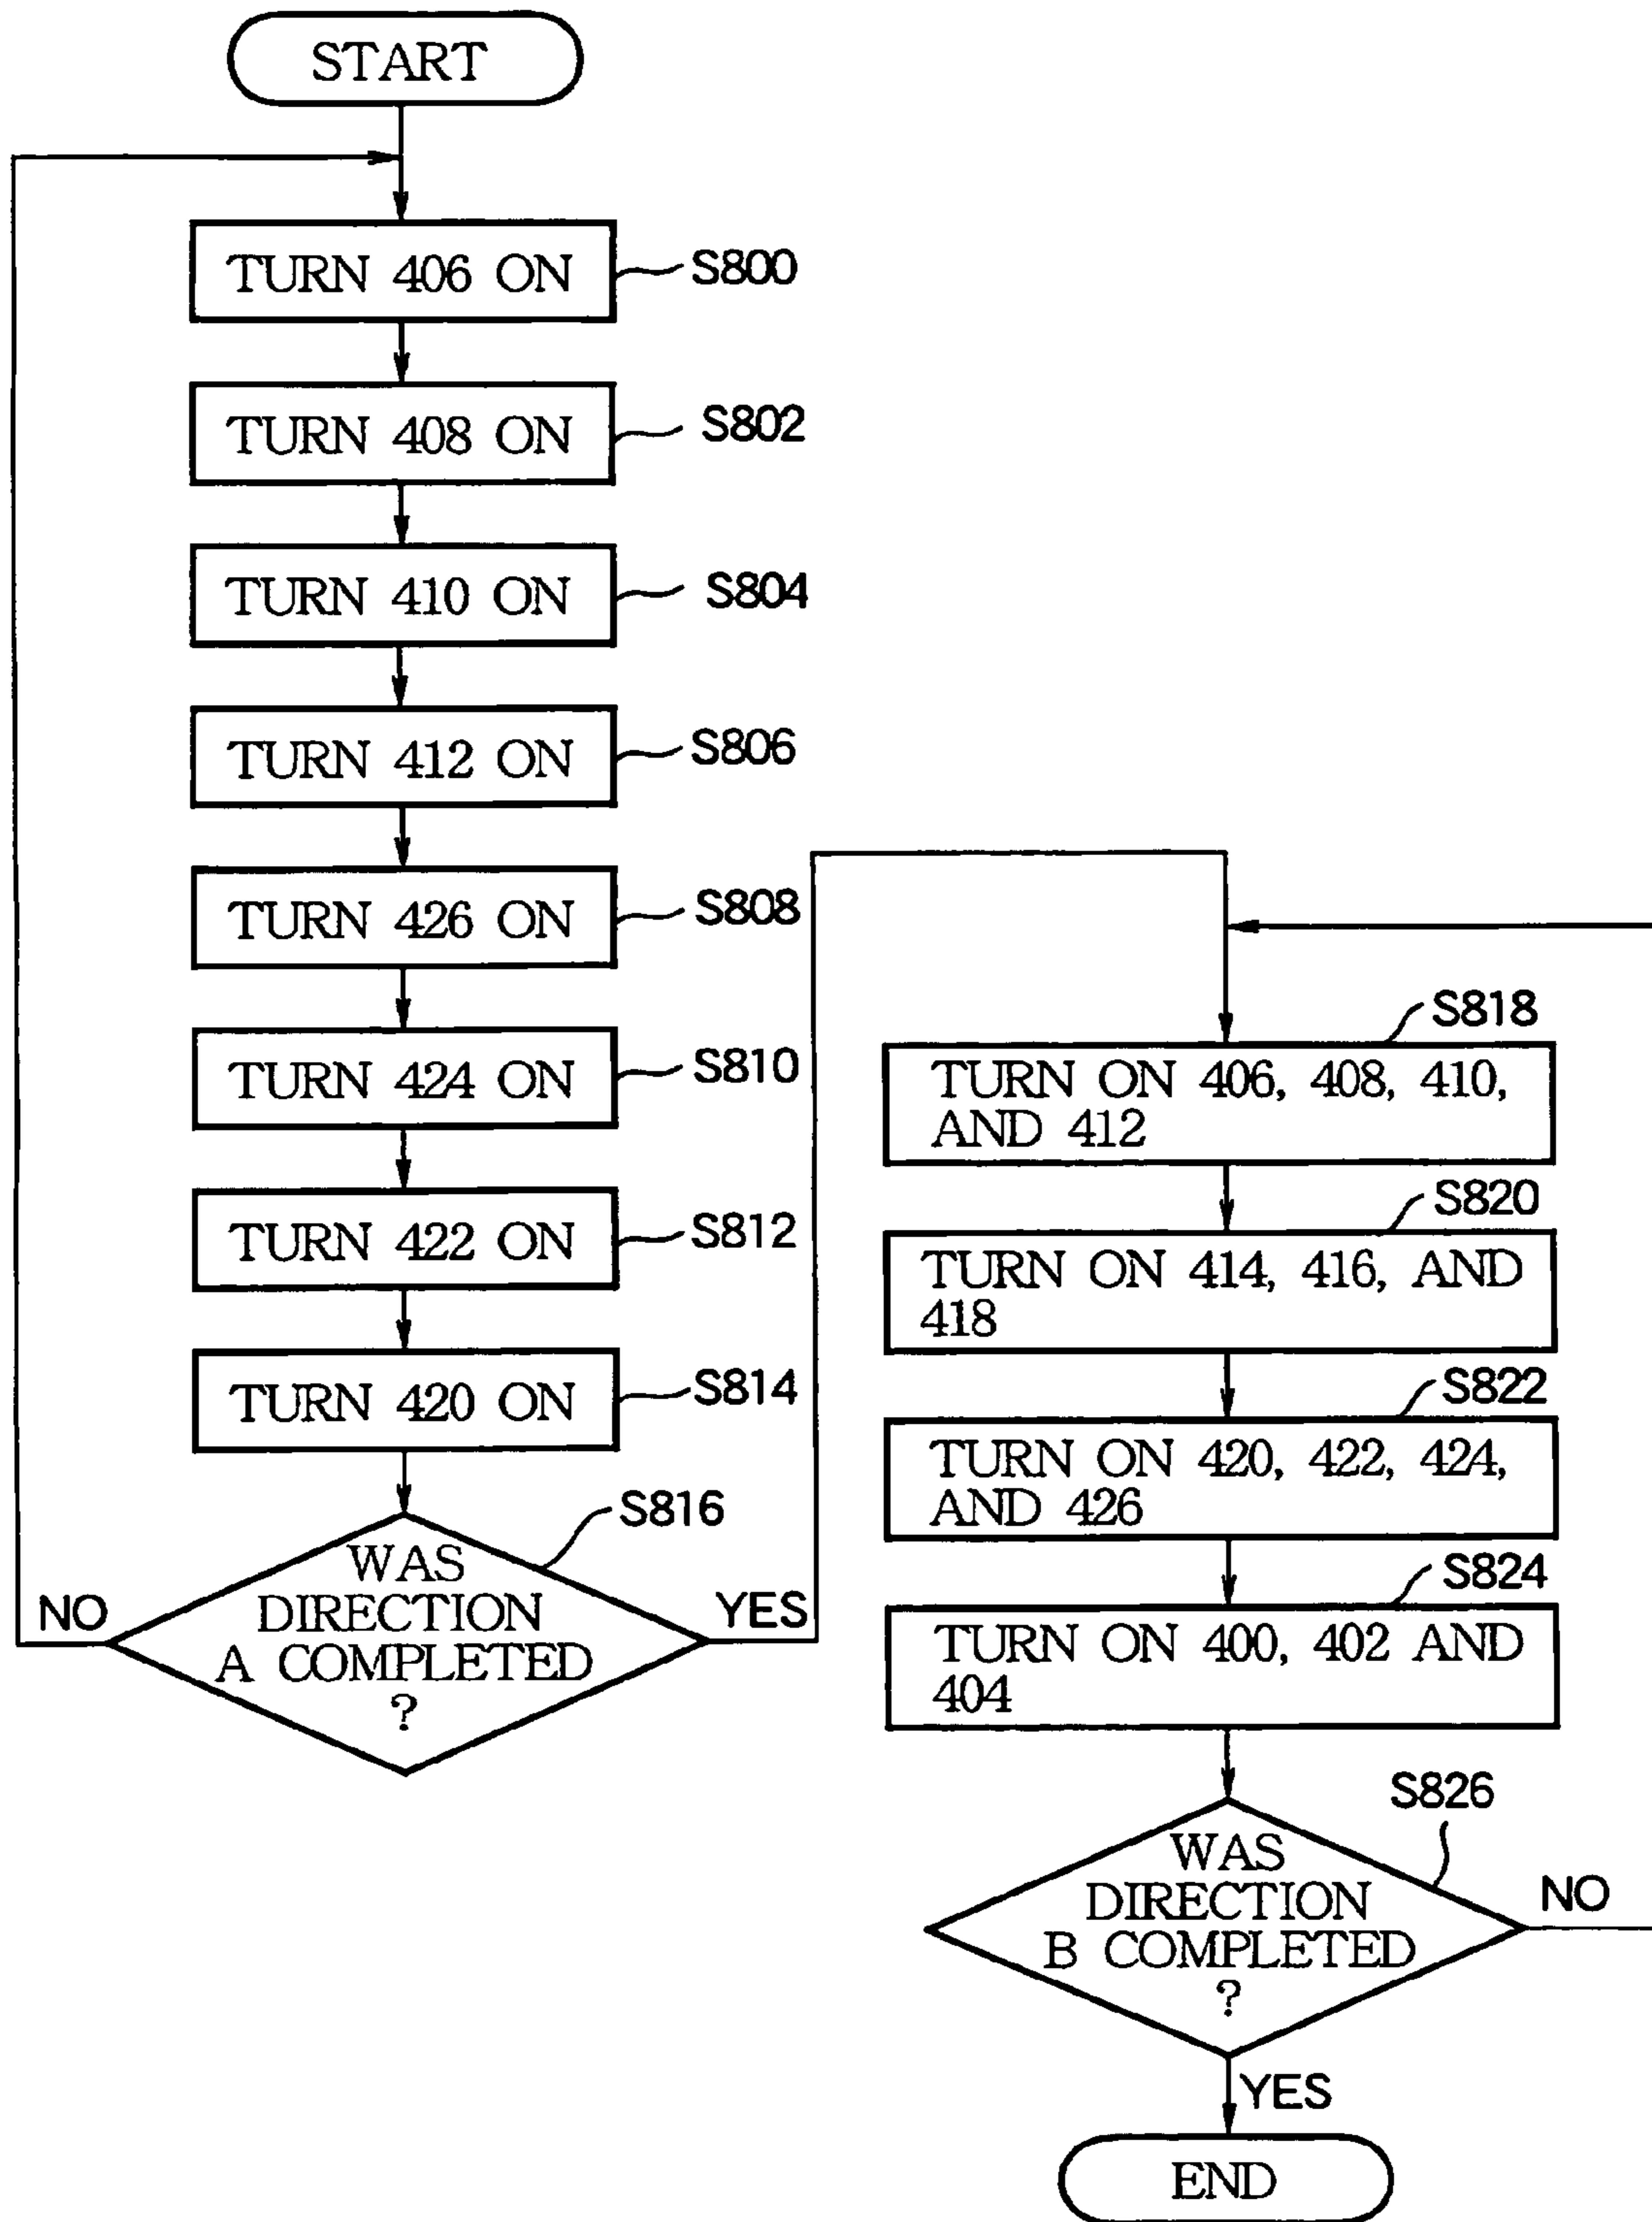 START
TURN 406 ON
S800
TURN 408 ON
S802
TURN 410 ON
S804
TURN 412 ON
S806
TURN 426 ON
S808
TURN 424 ON
S810
TURN 422 ON
S812
TURN 420 ON
S814
S816
WAS
DIRECTION
A COMPLETED
?
NO
YES
S818
TURN ON 406, 408, 410,
AND 412
S820
TURN ON 414, 416, AND
418
S822
TURN ON 420, 422, 424,
AND 426
S824
TURN ON 400, 402 AND
404
S826
WAS
DIRECTION
B COMPLETED
?
NO
YES
END